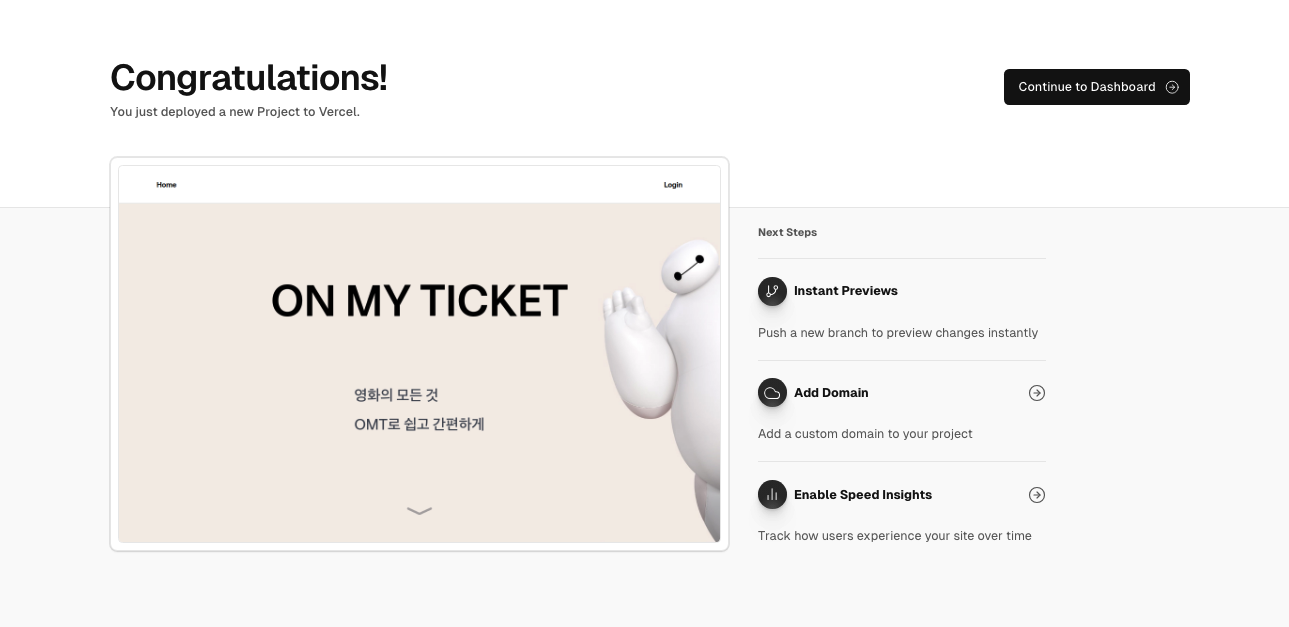 Congratulations!
You just deployed a new Project to Vercel.
Continue to Dashboard
Home
Login
ON MY TICKET
영화의 모든 것
OMT로 쉽고 간편하게
Next Steps
Instant Previews
Push a new branch to preview changes instantly
Add Domain
Add a custom domain to your project
Enable Speed Insights
Track how users experience your site over time